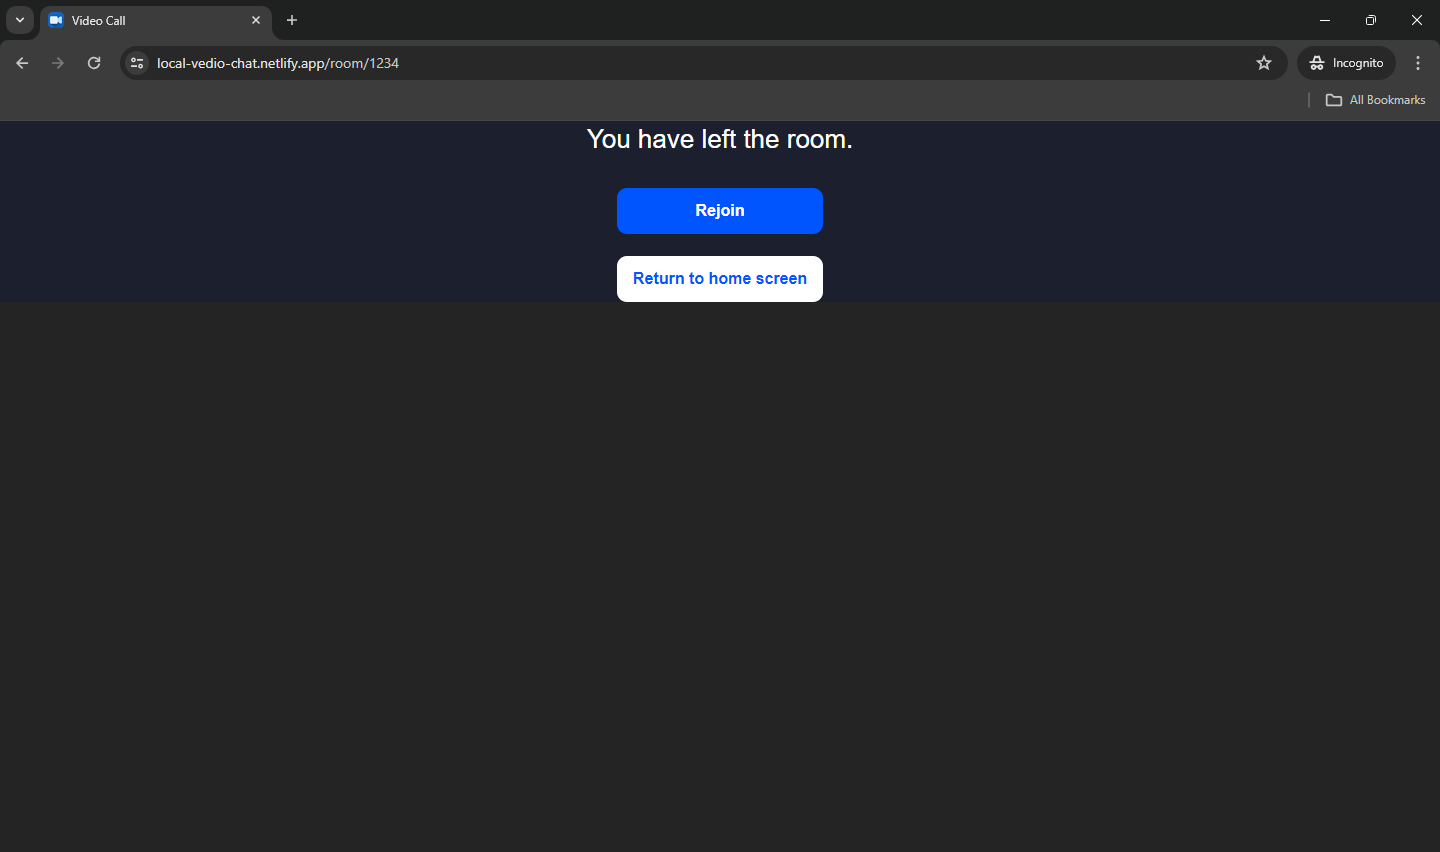 Video Call
local-vedio-chat.netlify.app/room/1234
Incognito
All Bookmarks
You have left the room.
Rejoin
Return to home screen